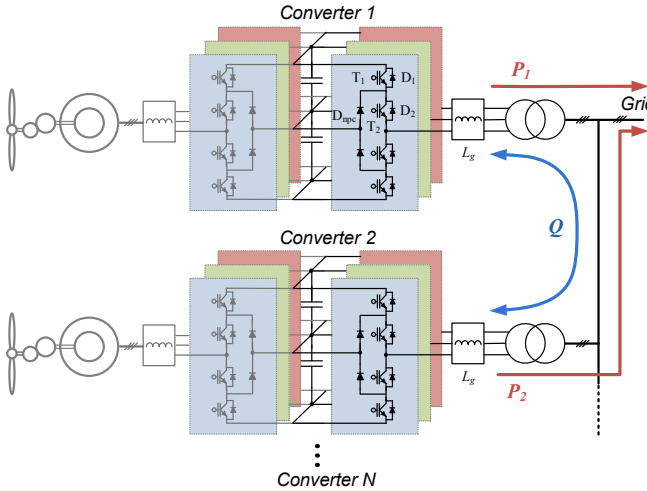 Converter 1
T1 D1
Dnpc T2 D2
P1
Grid
Lg
Q
Converter 2
Lg
P2
Converter N